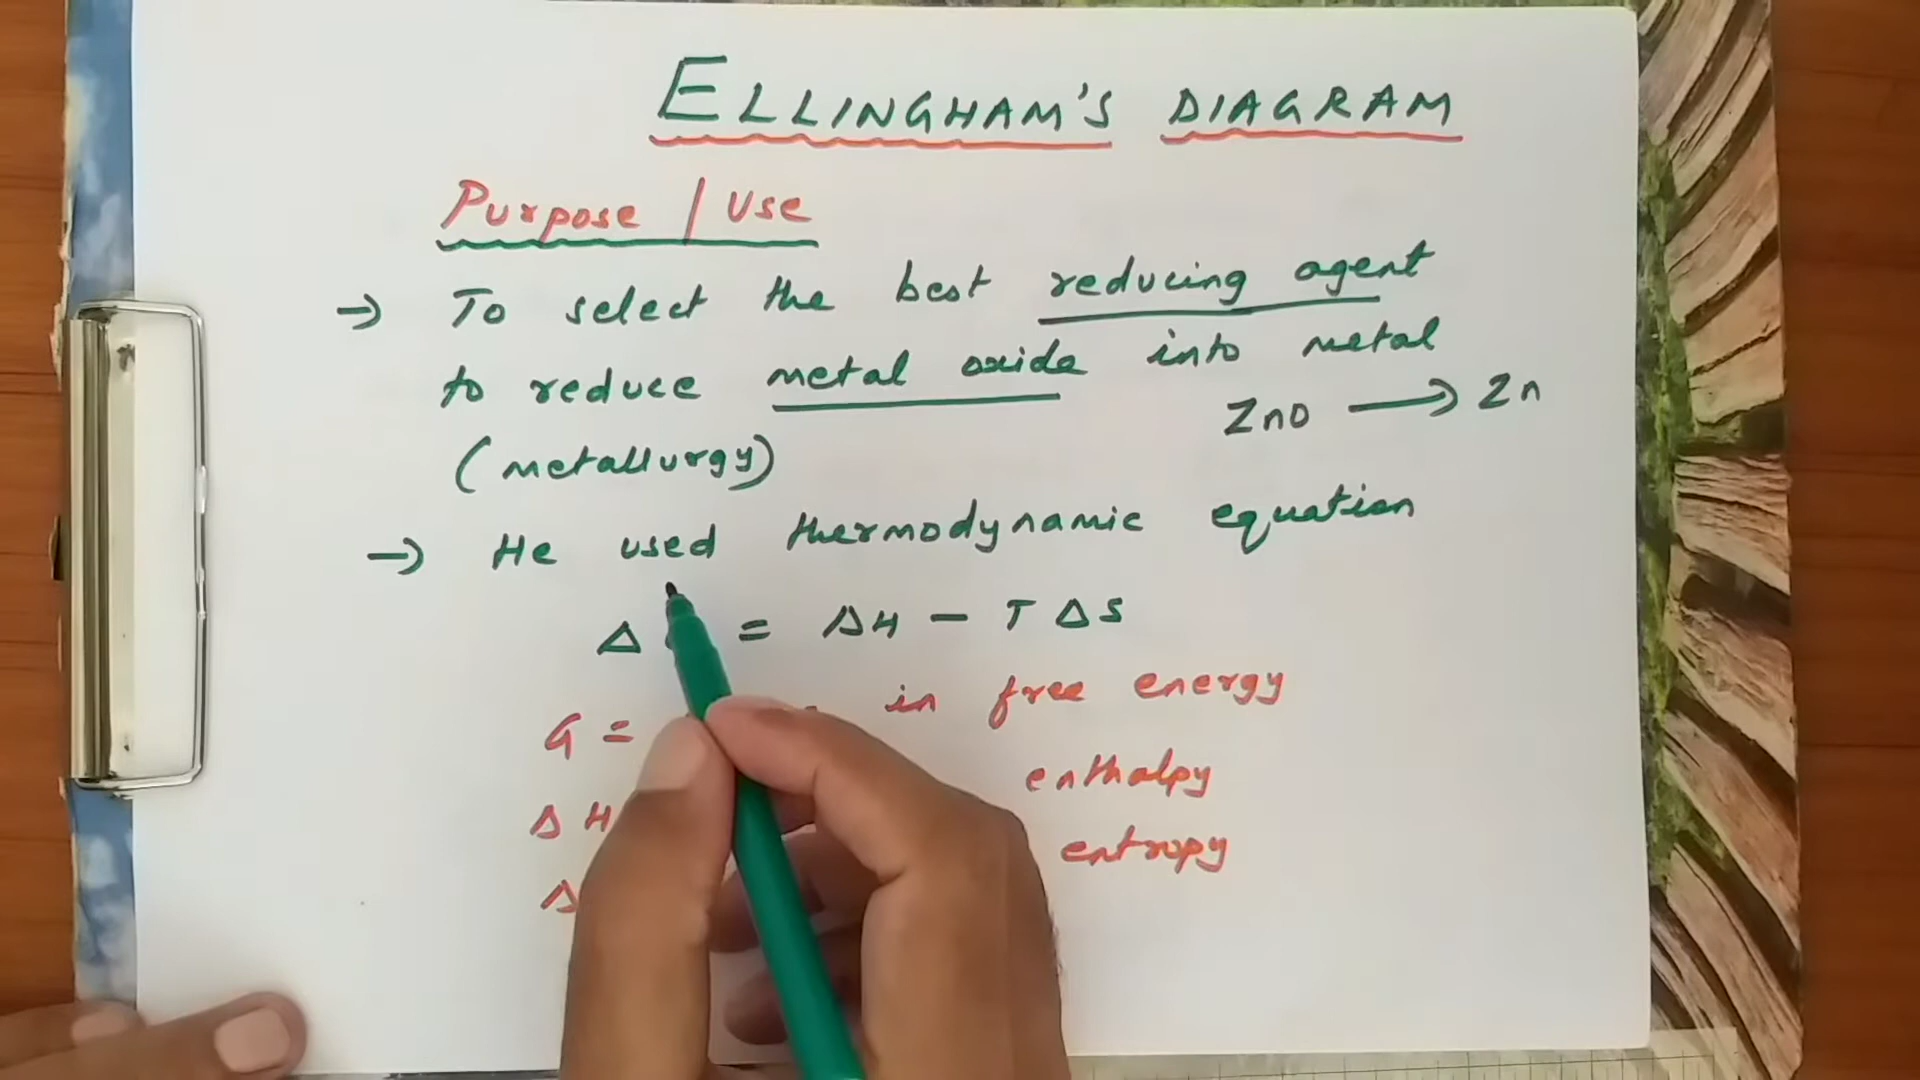 ELLINGHAM'S DIAGRAM
Purpose / Use
→ To select the best reducing agent
to reduce metal oxide into metal
ZnO → Zn
(metallurgy)
→ He used thermodynamic equation
Δ = ΔH - TΔS
G = in free energy
ΔH enthalpy
Δ entropy